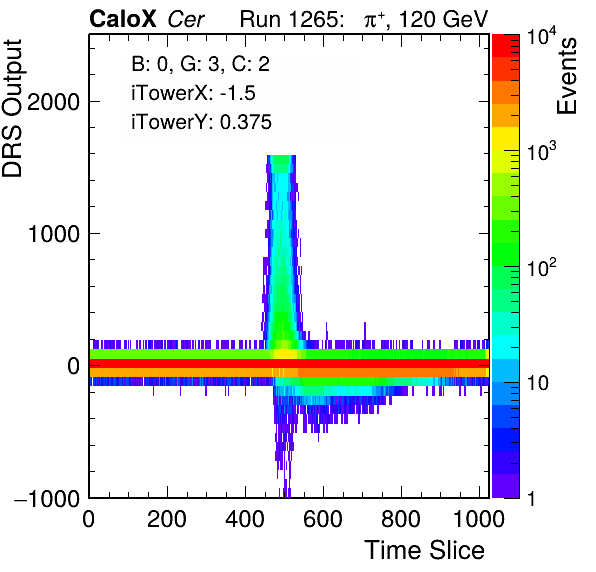 CaloX Cer Run 1265: π⁺, 120 GeV
B: 0, G: 3, C: 2
iTowerX: -1.5
iTowerY: 0.375
DRS Output
2000
1000
0
−1000
0 200 400 600 800 1000
Time Slice
Events
10⁴
10³
10²
10
1